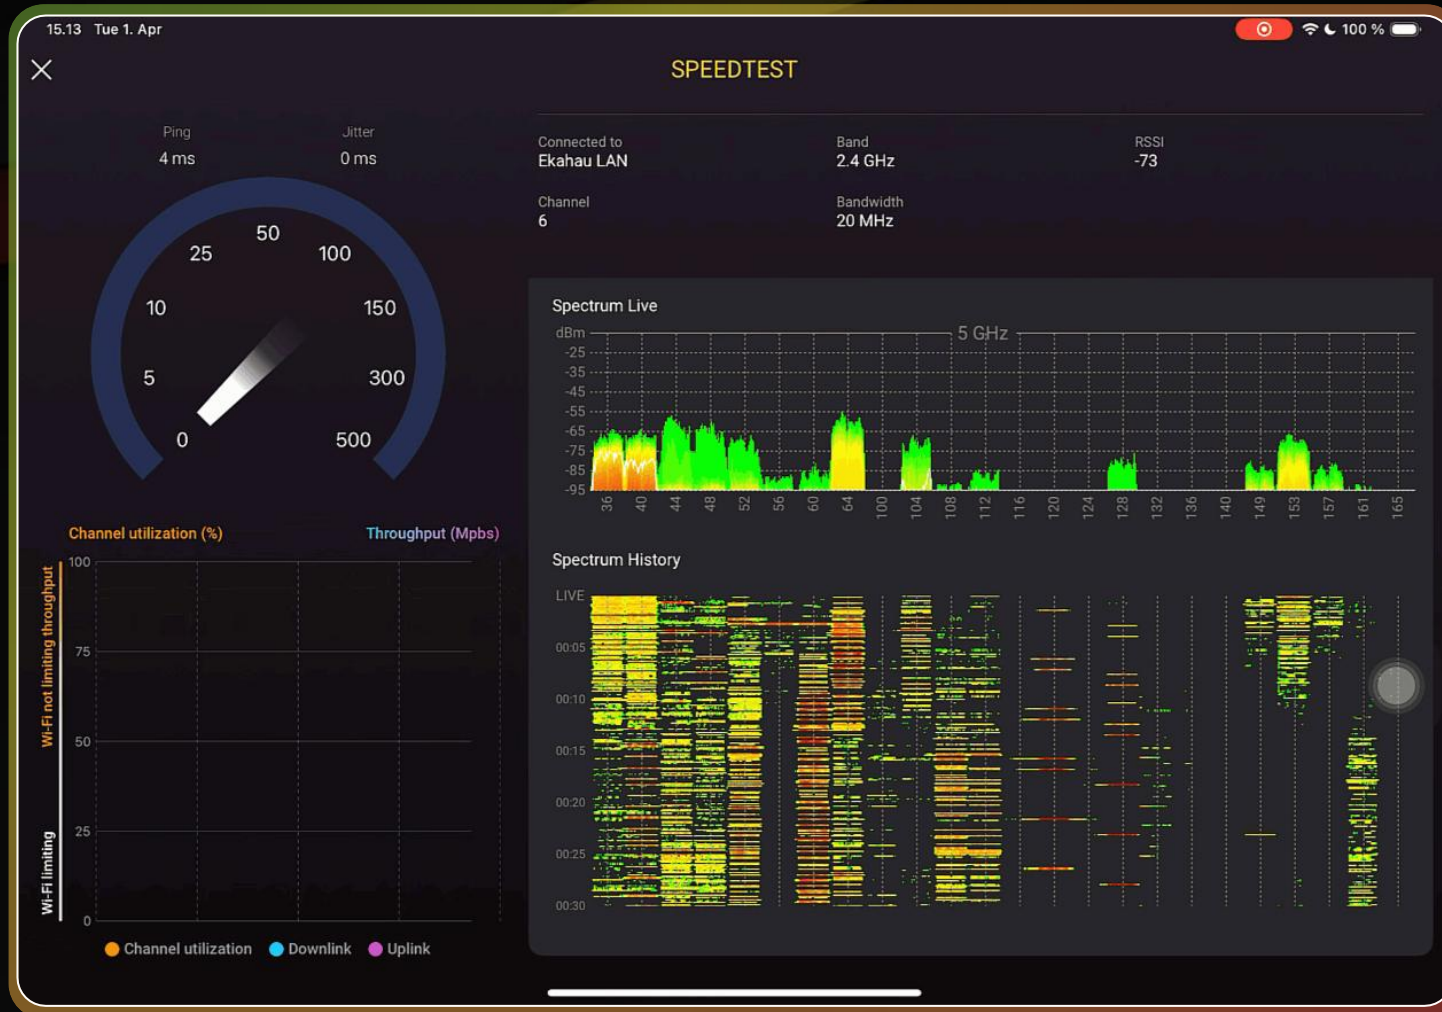 15.13 Tue 1. Apr
100 %
SPEEDTEST
Ping
4 ms
Jitter
0 ms
0
5
10
25
50
100
150
300
500
Connected to
Ekahau LAN
Band
2.4 GHz
RSSI
-73
Channel
6
Bandwidth
20 MHz
Channel utilization (%)
Throughput (Mpbs)
Wi-Fi not limiting throughput
Wi-Fi limiting
100
75
50
25
0
Channel utilization
Downlink
Uplink
Spectrum Live
dBm
5 GHz
-25
-35
-45
-55
-65
-75
-85
-95
36 40 44 48 52 56 60 64 100 104 108 112 116 120 124 128 132 136 140 149 153 157 161 165
Spectrum History
LIVE
00:05
00:10
00:15
00:20
00:25
00:30